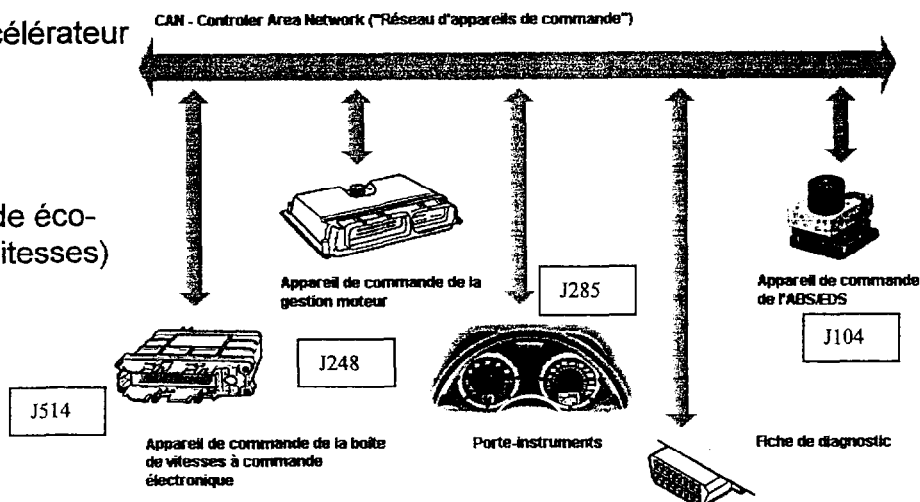 célérateur
CAN - Controler Area Network ("Réseau d'appareils de commande")
de éco-
itesses)
Appareil de commande de la
gestion moteur
J285
Appareil de commande
de l'ABS/EDS
J104
J248
J514
Appareil de commande de la boîte
de vitesses à commande
électronique
Porte-instruments
Fiche de diagnostic